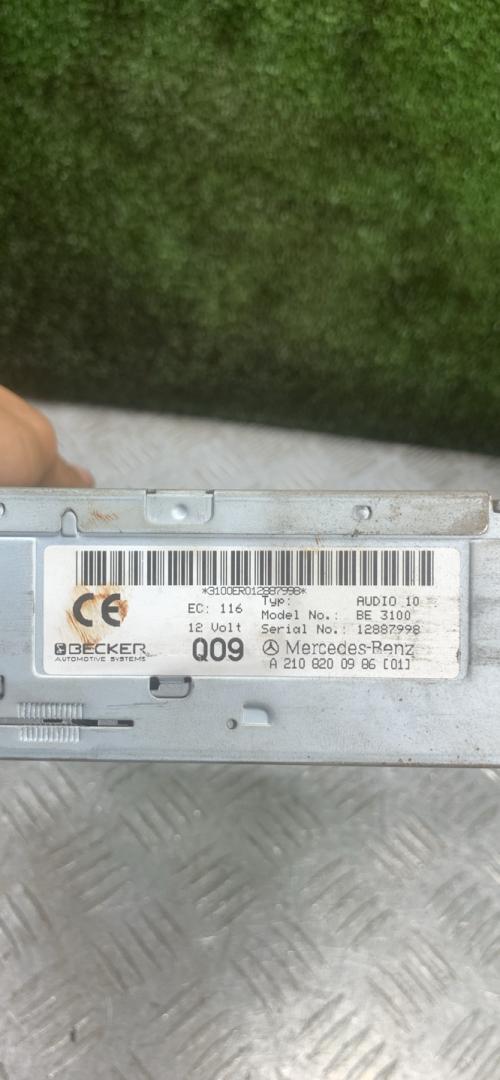 *3100ER012887998*
CE
EC: 116
12 Volt
Typ: AUDIO 10
Model No.: BE 3100
Serial No.: 12887998
BECKER
AUTOMOTIVE SYSTEMS
Q09
Mercedes-Benz
A 210 820 09 86 [01]